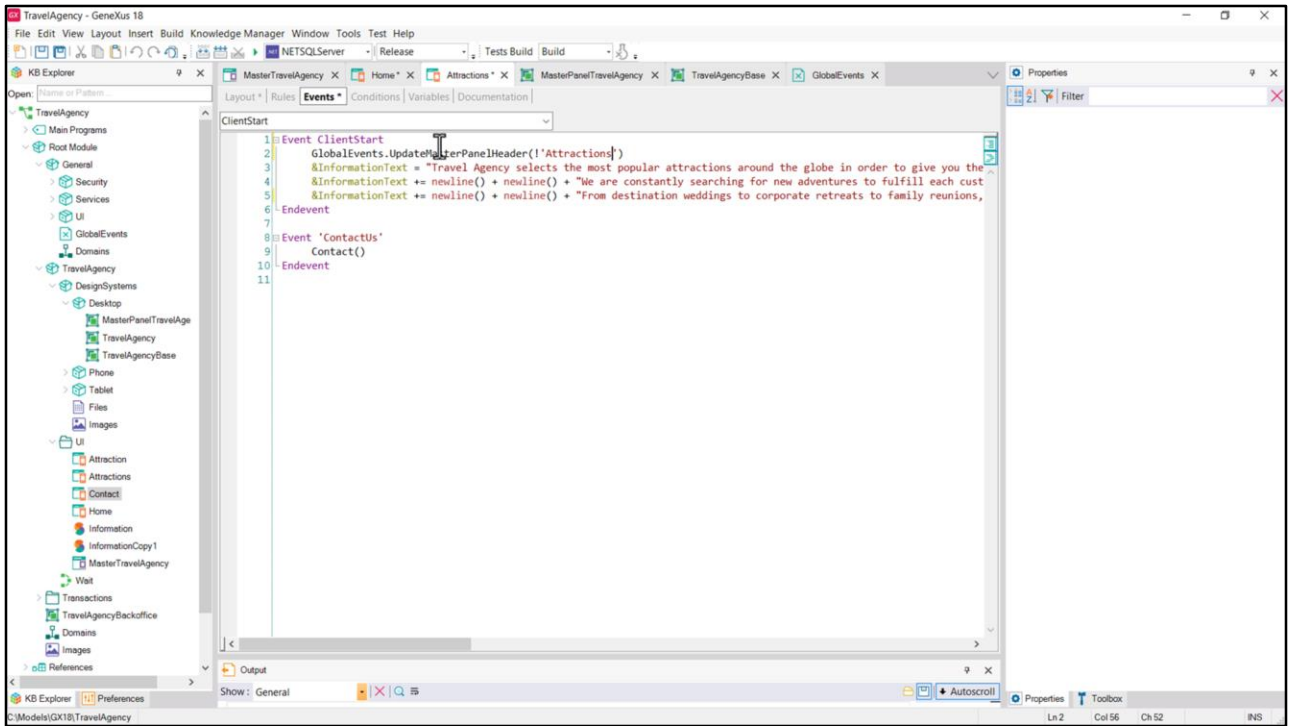 TravelAgency - GeneXus 18
File Edit View Layout Insert Build Knowledge Manager Window Tools Test Help
NETSQLServer Release Tests Build Build
KB Explorer
Open: Name or Pattern...
TravelAgency
Main Programs
Root Module
General
Security
Services
UI
GlobalEvents
Domains
TravelAgency
DesignSystems
Desktop
MasterPanelTravelAge
TravelAgency
TravelAgencyBase
Phone
Tablet
Files
Images
UI
Attraction
Attractions
Contact
Home
Information
InformationCopy1
MasterTravelAgency
Wait
Transactions
TravelAgencyBackoffice
Domains
Images
References
KB Explorer Preferences
MasterTravelAgency Home * Attractions * MasterPanelTravelAgency TravelAgencyBase GlobalEvents
Layout * Rules Events * Conditions Variables Documentation
ClientStart
1 Event ClientStart
2 GlobalEvents.UpdateMasterPanelHeader(!'Attractions')
3 &InformationText = "Travel Agency selects the most popular attractions around the globe in order to give you the
4 &InformationText += newline() + newline() + "We are constantly searching for new adventures to fulfill each cust
5 &InformationText += newline() + newline() + "From destination weddings to corporate retreats to family reunions,
6 Endevent
7
8 Event 'ContactUs'
9 Contact()
10 Endevent
11
Output
Show: General
Autoscroll
Properties
Filter
Properties Toolbox
C:\Models\GX18\TravelAgency
Ln 2 Col 56 Ch 52 INS